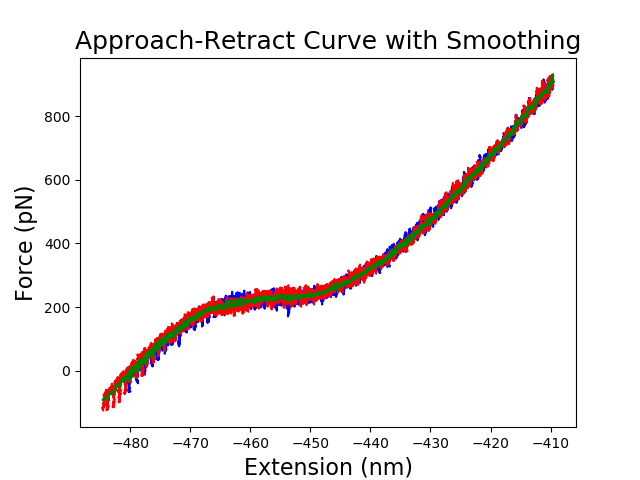 Approach-Retract Curve with Smoothing
800
600
400
200
0
Force (pN)
−480 −470 −460 −450 −440 −430 −420 −410
Extension (nm)